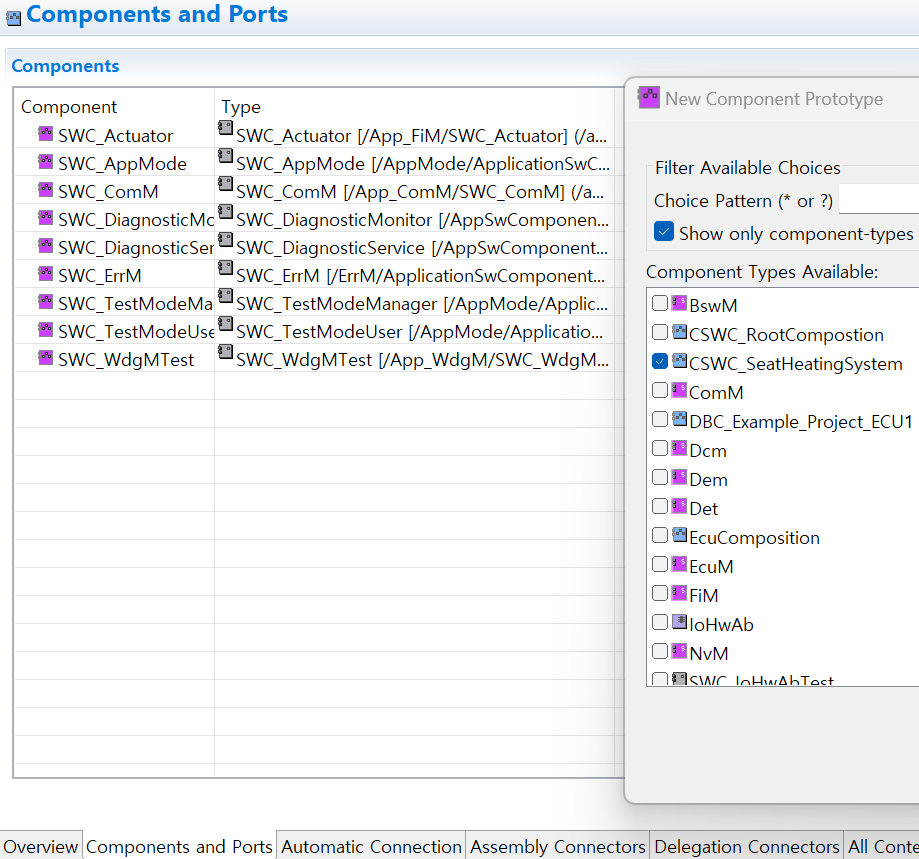 Components and Ports
Components
Component Type
SWC_Actuator SWC_Actuator [/App_FiM/SWC_Actuator] (/a...
SWC_AppMode SWC_AppMode [/AppMode/ApplicationSwC...
SWC_ComM SWC_ComM [/App_ComM/SWC_ComM] (/a...
SWC_DiagnosticMo SWC_DiagnosticMonitor [/AppSwComponen...
SWC_DiagnosticSer SWC_DiagnosticService [/AppSwComponent...
SWC_ErrM SWC_ErrM [/ErrM/ApplicationSwComponent...
SWC_TestModeMa SWC_TestModeManager [/AppMode/Applic...
SWC_TestModeUse SWC_TestModeUser [/AppMode/Applicatio...
SWC_WdgMTest SWC_WdgMTest [/App_WdgM/SWC_WdgM...
New Component Prototype
Filter Available Choices
Choice Pattern (* or ?)
Show only component-types
Component Types Available:
BswM
CSWC_RootCompostion
CSWC_SeatHeatingSystem
ComM
DBC_Example_Project_ECU1
Dcm
Dem
Det
EcuComposition
EcuM
FiM
IoHwAb
NvM
SWC_IoHwAbTest
Overview Components and Ports Automatic Connection Assembly Connectors Delegation Connectors All Conte